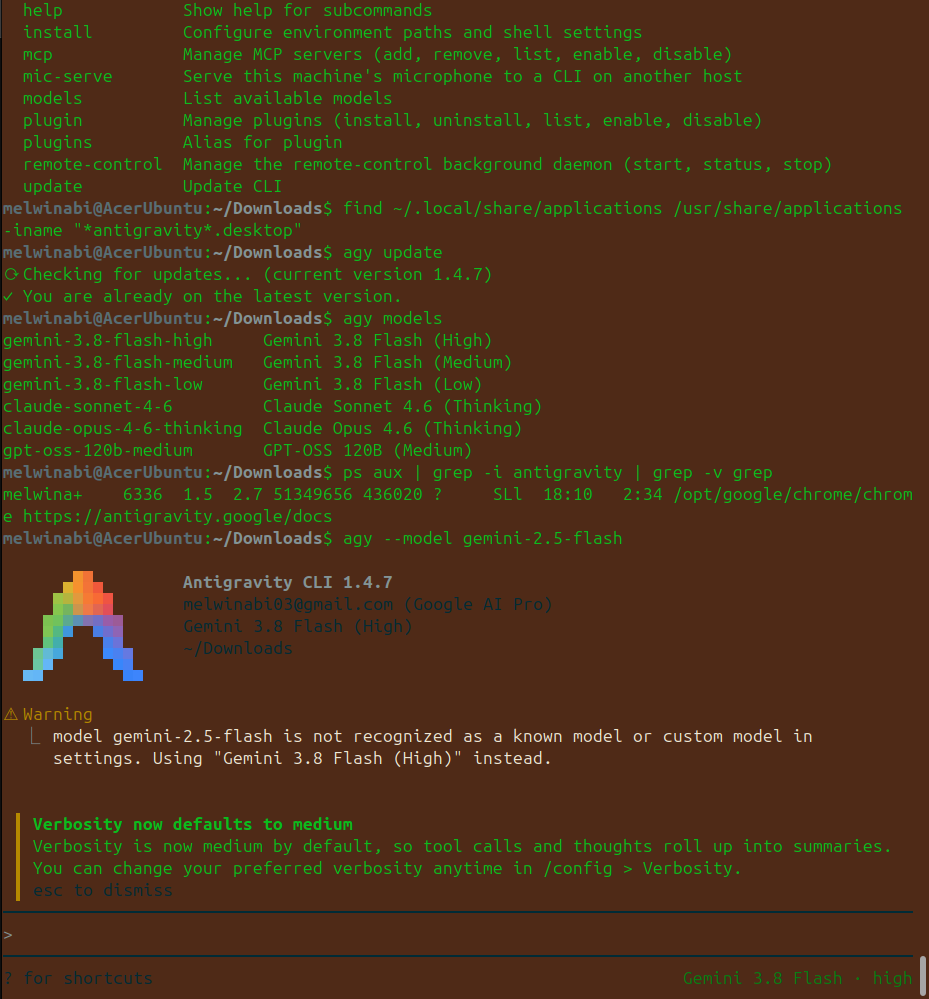 help            Show help for subcommands
install         Configure environment paths and shell settings
mcp             Manage MCP servers (add, remove, list, enable, disable)
mic-serve       Serve this machine's microphone to a CLI on another host
models          List available models
plugin          Manage plugins (install, uninstall, list, enable, disable)
plugins         Alias for plugin
remote-control  Manage the remote-control background daemon (start, status, stop)
update          Update CLI
melwinabi@AcerUbuntu:~/Downloads$ find ~/.local/share/applications /usr/share/applications
-iname "*antigravity*.desktop"
melwinabi@AcerUbuntu:~/Downloads$ agy update
⟳ Checking for updates... (current version 1.4.7)
✓ You are already on the latest version.
melwinabi@AcerUbuntu:~/Downloads$ agy models
gemini-3.8-flash-high     Gemini 3.8 Flash (High)
gemini-3.8-flash-medium   Gemini 3.8 Flash (Medium)
gemini-3.8-flash-low      Gemini 3.8 Flash (Low)
claude-sonnet-4-6         Claude Sonnet 4.6 (Thinking)
claude-opus-4-6-thinking  Claude Opus 4.6 (Thinking)
gpt-oss-120b-medium       GPT-OSS 120B (Medium)
melwinabi@AcerUbuntu:~/Downloads$ ps aux | grep -i antigravity | grep -v grep
melwina+    6336  1.5  2.7 51349656 436020 ?     SLl  18:10   2:34 /opt/google/chrome/chrom
e https://antigravity.google/docs
melwinabi@AcerUbuntu:~/Downloads$ agy --model gemini-2.5-flash
Antigravity CLI 1.4.7
melwinabi03@gmail.com (Google AI Pro)
Gemini 3.8 Flash (High)
~/Downloads
⚠ Warning
model gemini-2.5-flash is not recognized as a known model or custom model in
settings. Using "Gemini 3.8 Flash (High)" instead.
Verbosity now defaults to medium
Verbosity is now medium by default, so tool calls and thoughts roll up into summaries.
You can change your preferred verbosity anytime in /config > Verbosity.
esc to dismiss
>
? for shortcuts                                                     Gemini 3.8 Flash · high